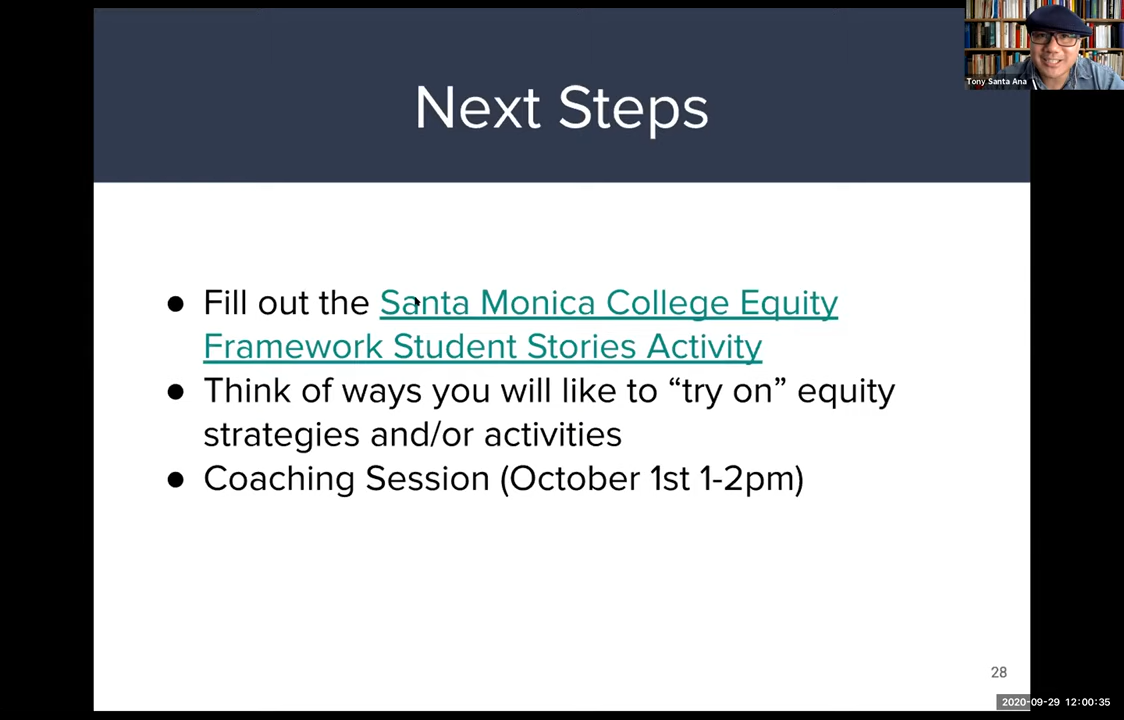 Tony Santa Ana
Next Steps
● Fill out the Santa Monica College Equity
Framework Student Stories Activity
● Think of ways you will like to “try on” equity
strategies and/or activities
● Coaching Session (October 1st 1-2pm)
28
2020-09-29 12:00:35